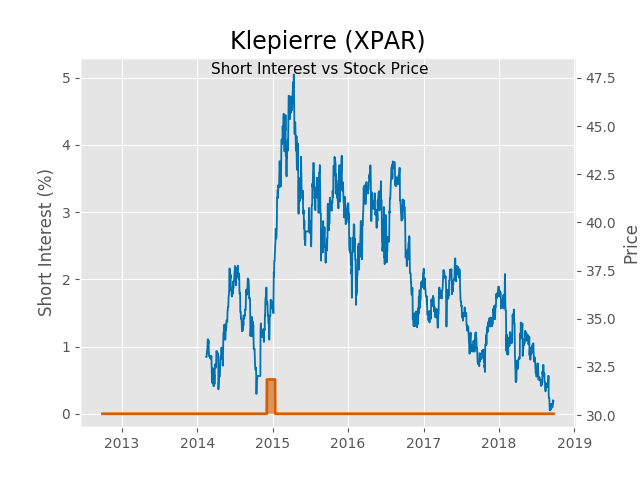 Klepierre (XPAR)
Short Interest vs Stock Price
Short Interest (%)
5
4
3
2
1
0
47.5
45.0
42.5
40.0
37.5
35.0
32.5
30.0
Price
2013 2014 2015 2016 2017 2018 2019